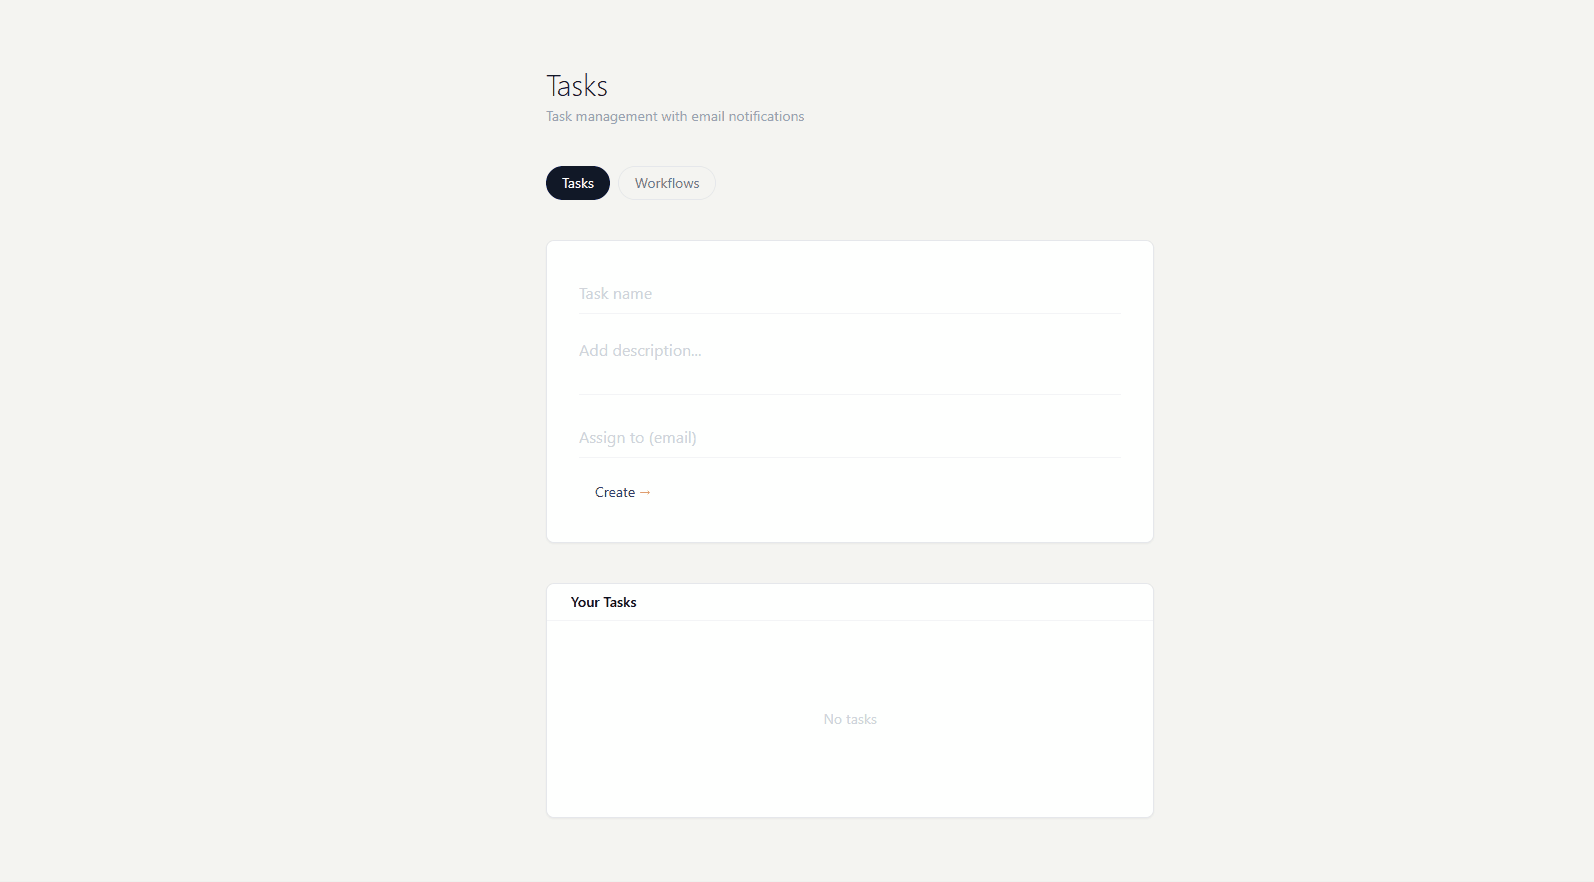 Tasks
Task management with email notifications
Tasks
Workflows
Task name
Add description...
Assign to (email)
Create →
Your Tasks
No tasks